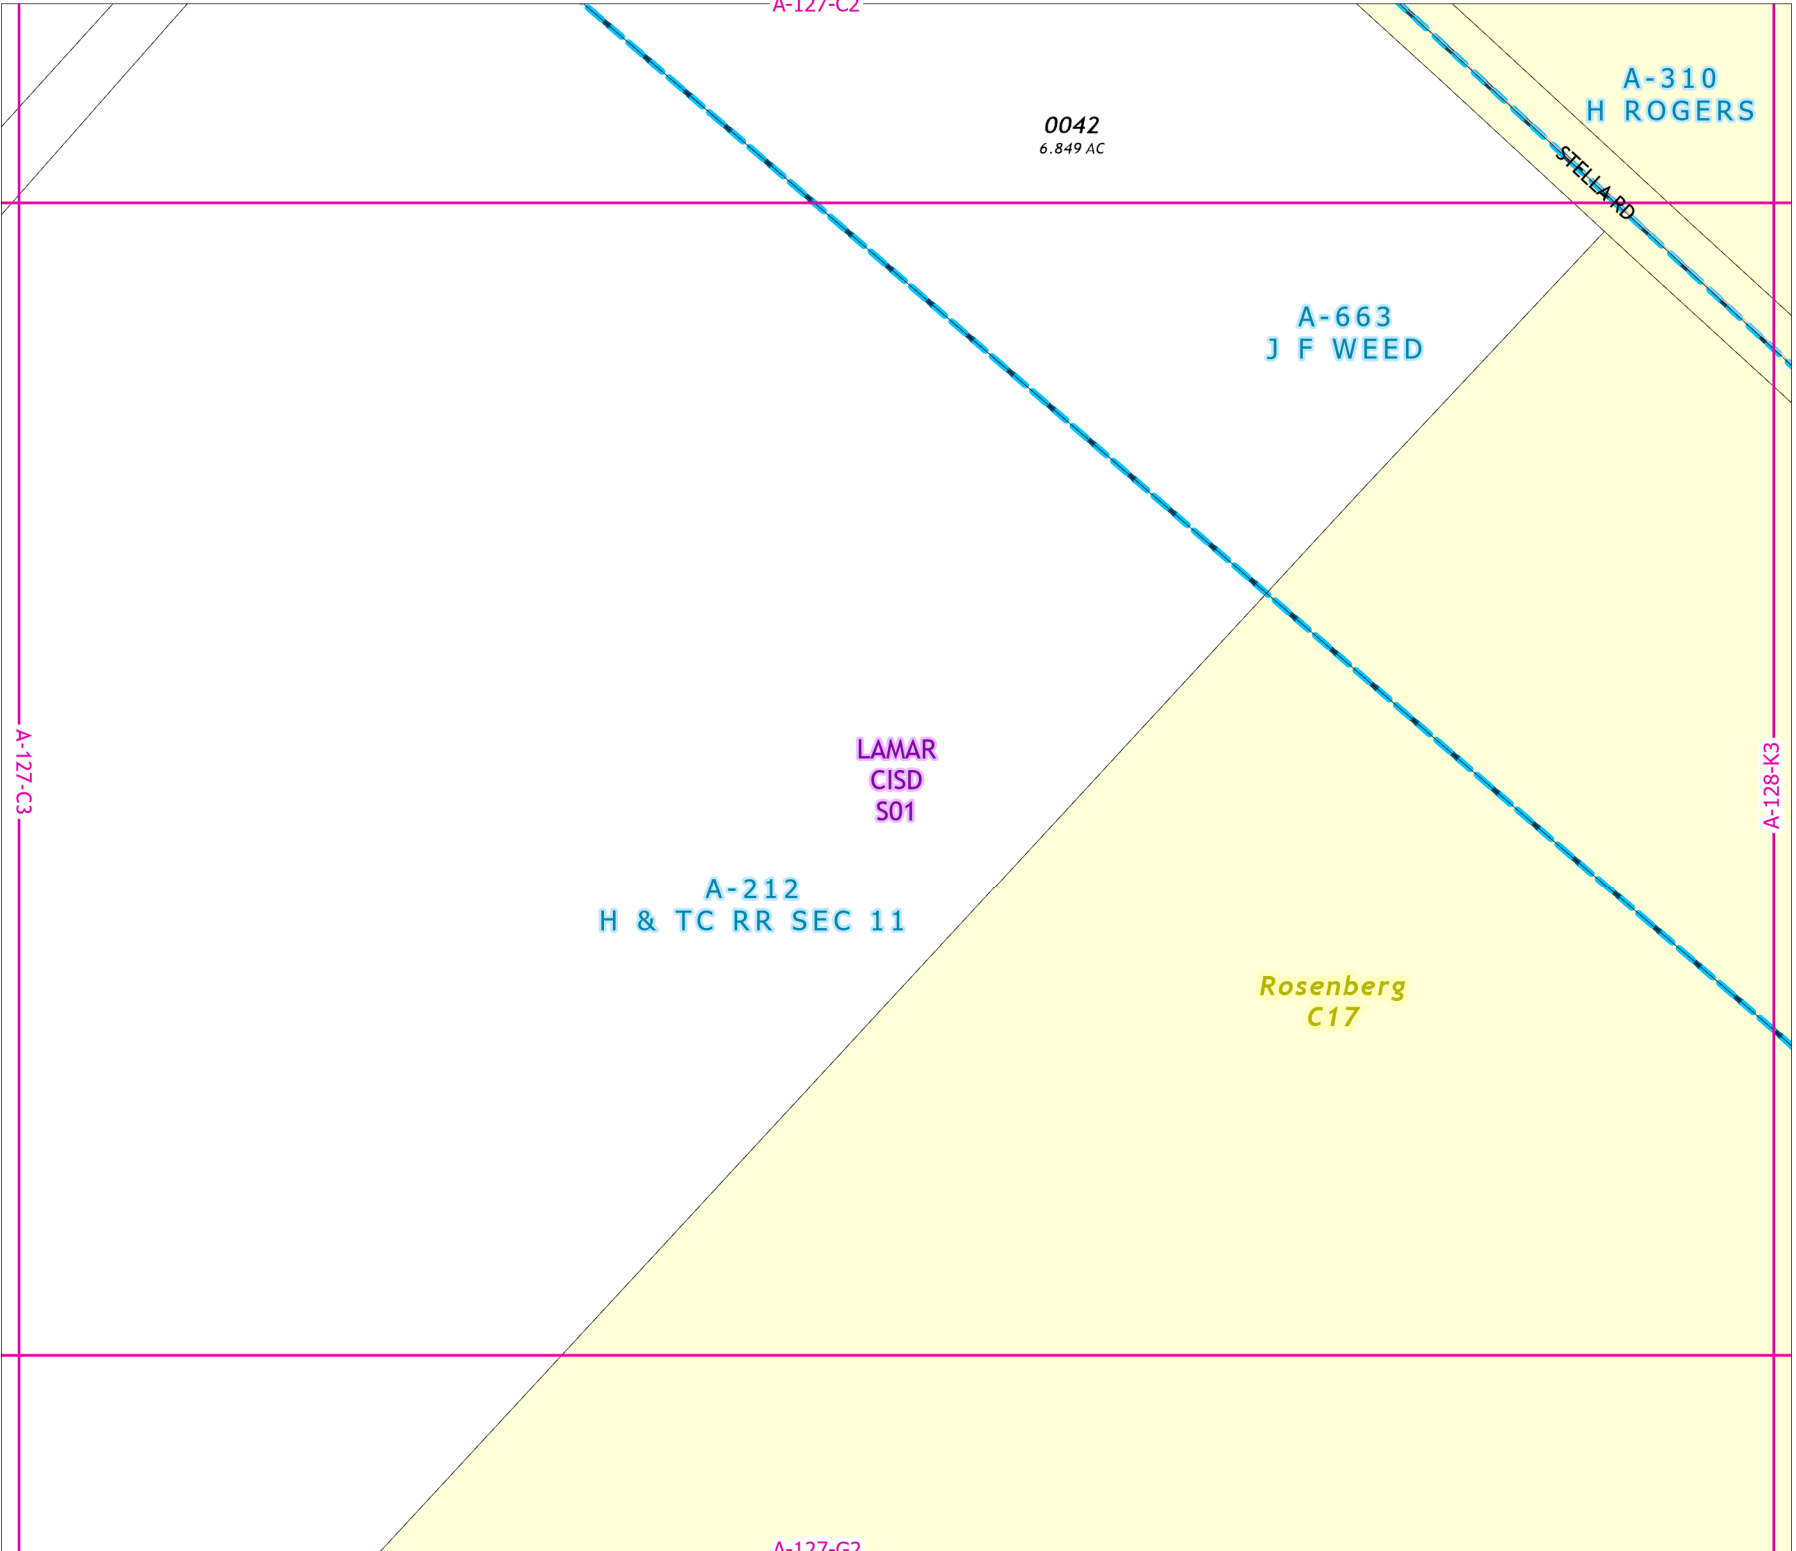 A-127-C2
A-310
H ROGERS
0042
6.849 AC
STELLA RD
A-663
J F WEED
A-127-C3
LAMAR
CISD
S01
A-128-K3
A-212
H & TC RR SEC 11
Rosenberg
C17
A-127-G2